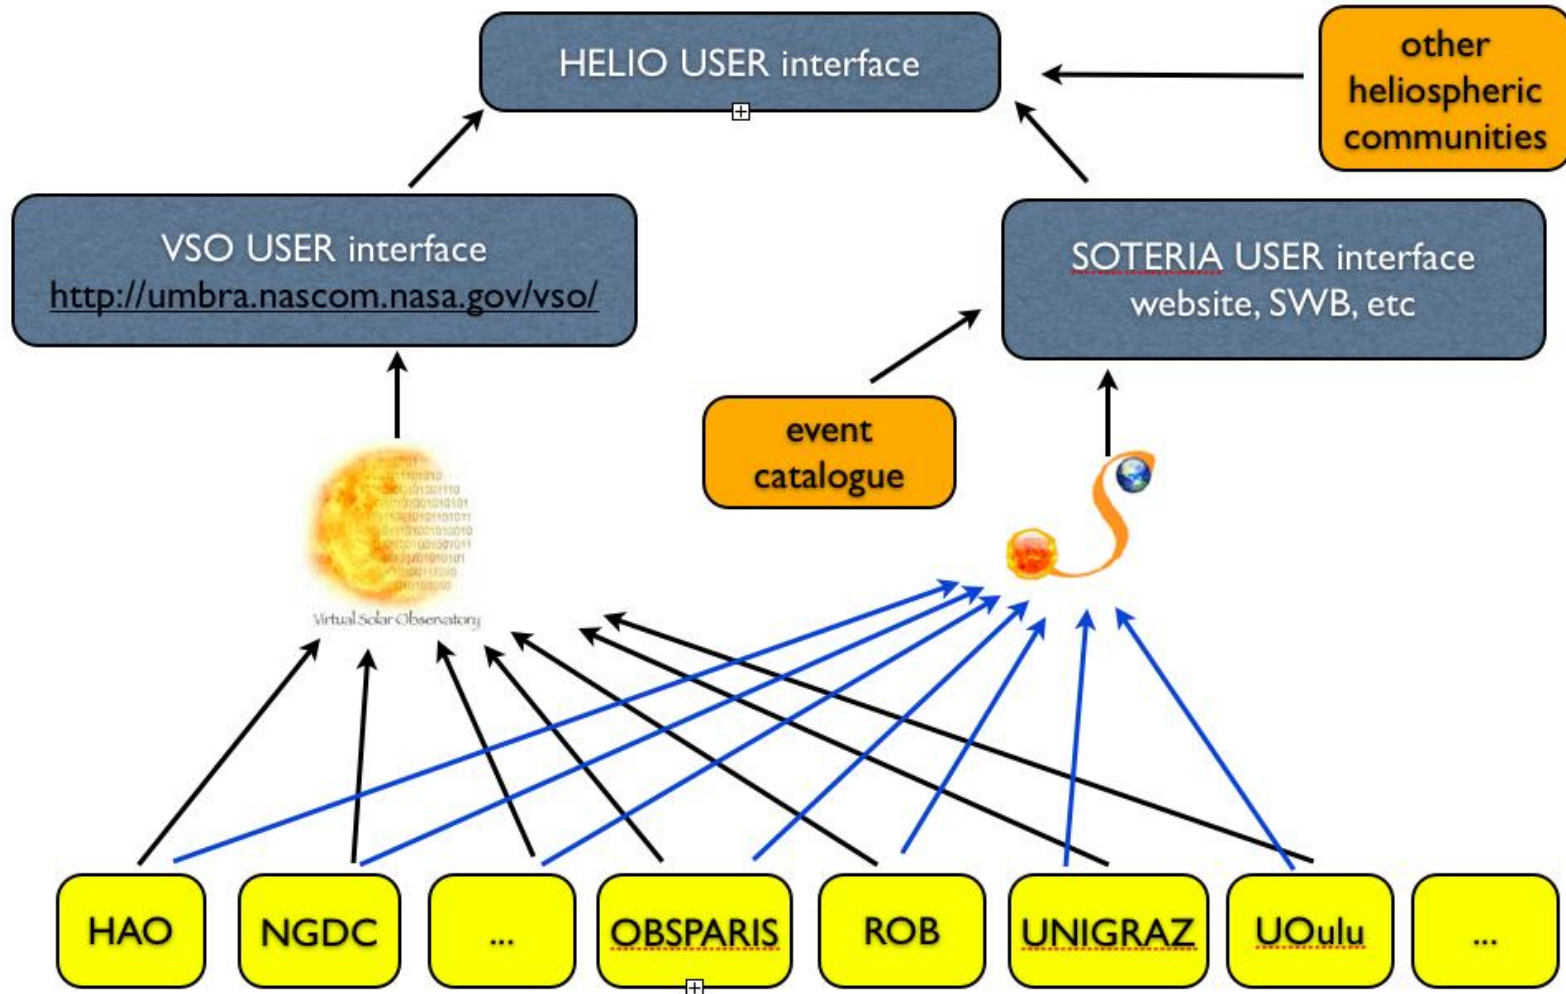 HELIO USER interface
other
heliospheric
communities
VSO USER interface
http://umbra.nascom.nasa.gov/vso/
SOTERIA USER interface
website, SWB, etc
event
catalogue
Virtual Solar Observatory
HAO
NGDC
...
OBSPARIS
ROB
UNIGRAZ
UOulu
...